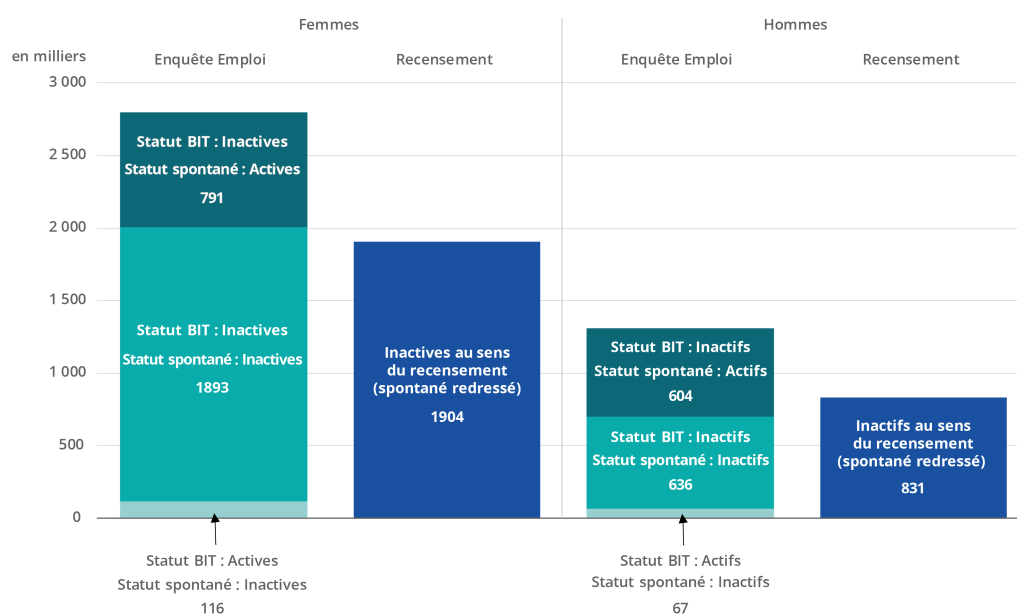 Femmes
Hommes
en milliers
Enquête Emploi
Recensement
Enquête Emploi
Recensement
3 000
2 500
2 000
1 500
1 000
500
0
Statut BIT : Inactives
Statut spontané : Actives
791
Statut BIT : Inactives
Statut spontané : Inactives
1893
Statut BIT : Actives
Statut spontané : Inactives
116
Inactives au sens
du recensement
(spontané redressé)
1904
Statut BIT : Inactifs
Statut spontané : Actifs
604
Statut BIT : Inactifs
Statut spontané : Inactifs
636
Statut BIT : Actifs
Statut spontané : Inactifs
67
Inactifs au sens
du recensement
(spontané redressé)
831